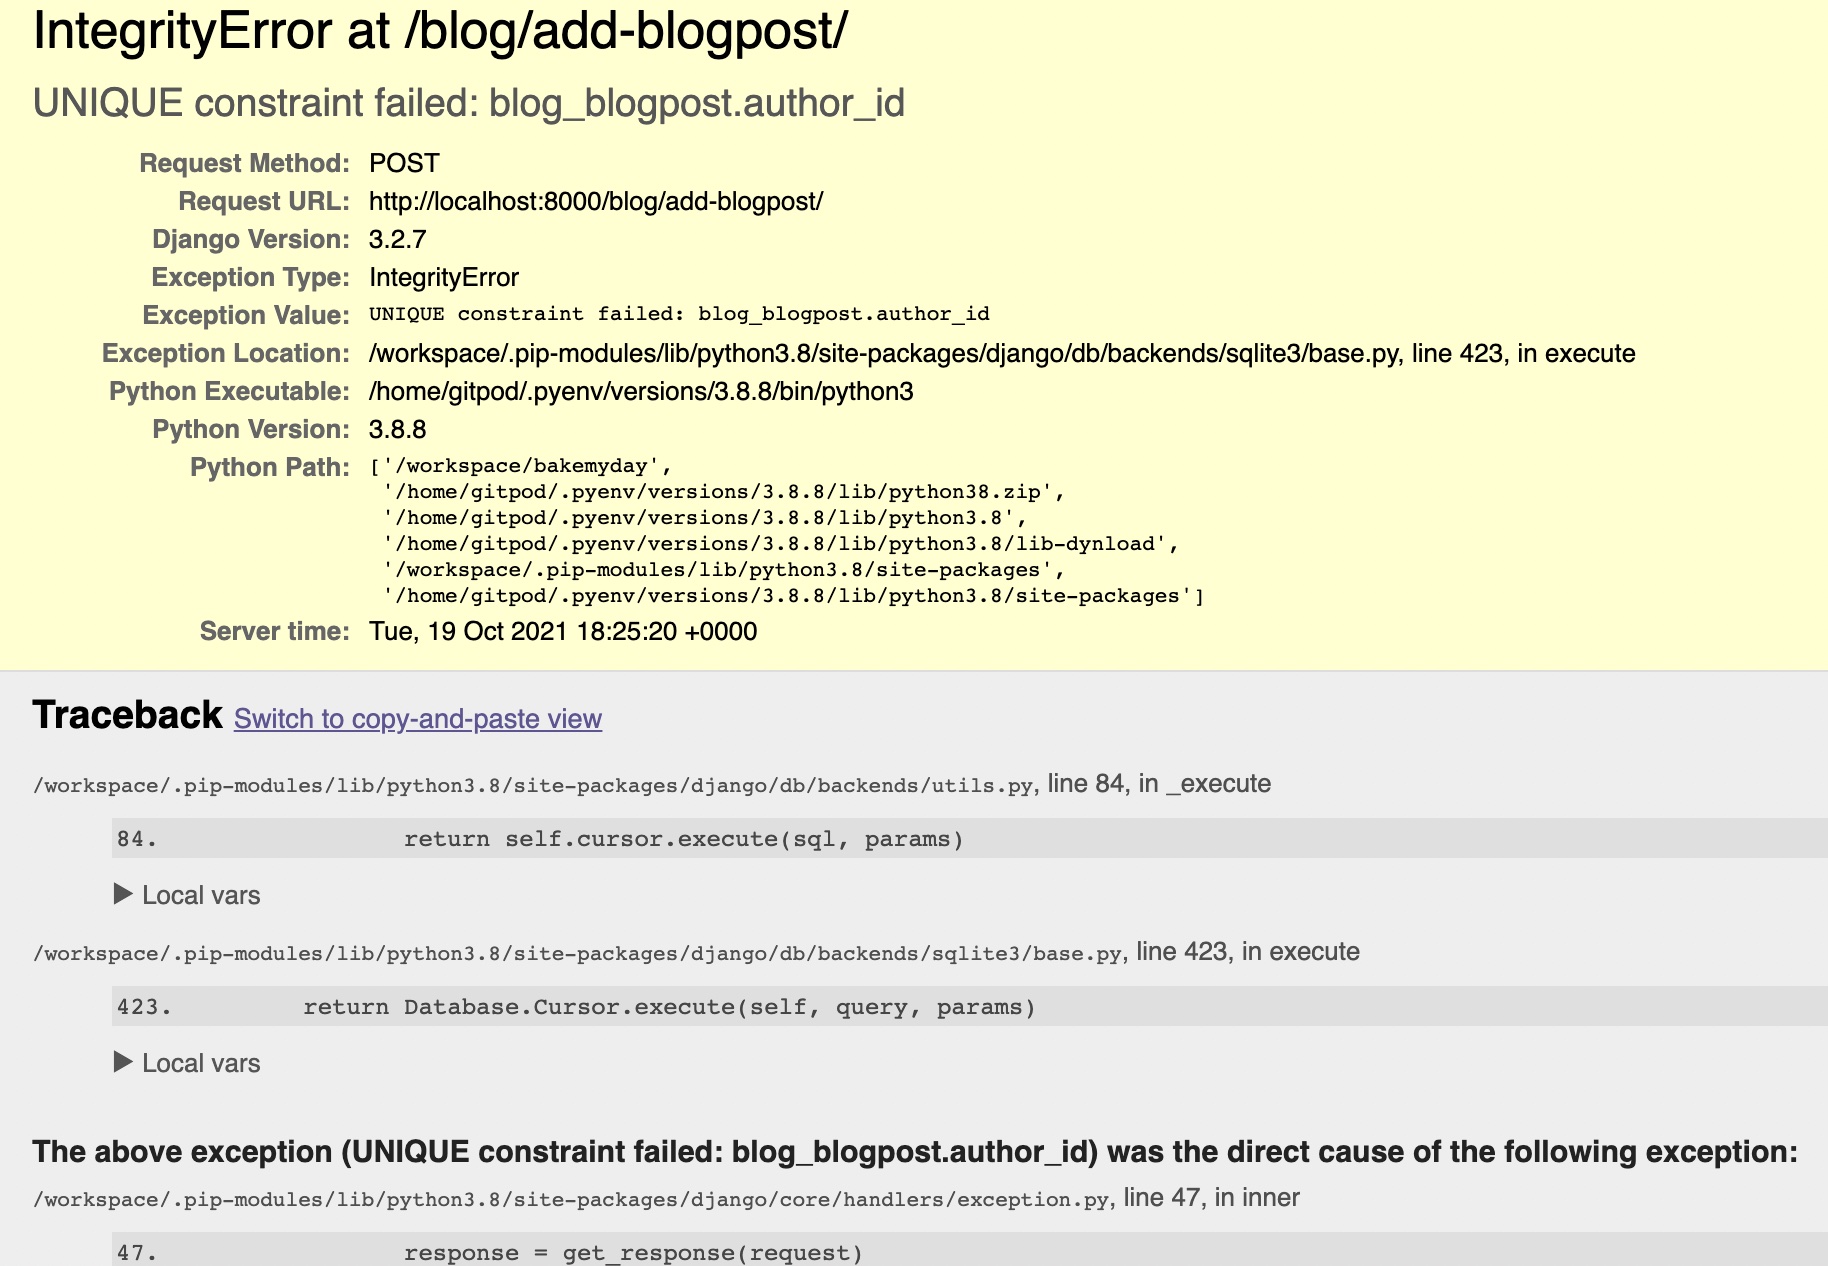 IntegrityError at /blog/add-blogpost/
UNIQUE constraint failed: blog_blogpost.author_id
Request Method: POST
Request URL: http://localhost:8000/blog/add-blogpost/
Django Version: 3.2.7
Exception Type: IntegrityError
Exception Value: UNIQUE constraint failed: blog_blogpost.author_id
Exception Location: /workspace/.pip-modules/lib/python3.8/site-packages/django/db/backends/sqlite3/base.py, line 423, in execute
Python Executable: /home/gitpod/.pyenv/versions/3.8.8/bin/python3
Python Version: 3.8.8
Python Path: ['/workspace/bakemyday',
'/home/gitpod/.pyenv/versions/3.8.8/lib/python38.zip',
'/home/gitpod/.pyenv/versions/3.8.8/lib/python3.8',
'/home/gitpod/.pyenv/versions/3.8.8/lib/python3.8/lib-dynload',
'/workspace/.pip-modules/lib/python3.8/site-packages',
'/home/gitpod/.pyenv/versions/3.8.8/lib/python3.8/site-packages']
Server time: Tue, 19 Oct 2021 18:25:20 +0000
Traceback Switch to copy-and-paste view
/workspace/.pip-modules/lib/python3.8/site-packages/django/db/backends/utils.py, line 84, in _execute
84. return self.cursor.execute(sql, params)
▶ Local vars
/workspace/.pip-modules/lib/python3.8/site-packages/django/db/backends/sqlite3/base.py, line 423, in execute
423. return Database.Cursor.execute(self, query, params)
▶ Local vars
The above exception (UNIQUE constraint failed: blog_blogpost.author_id) was the direct cause of the following exception:
/workspace/.pip-modules/lib/python3.8/site-packages/django/core/handlers/exception.py, line 47, in inner
47. response = get_response(request)